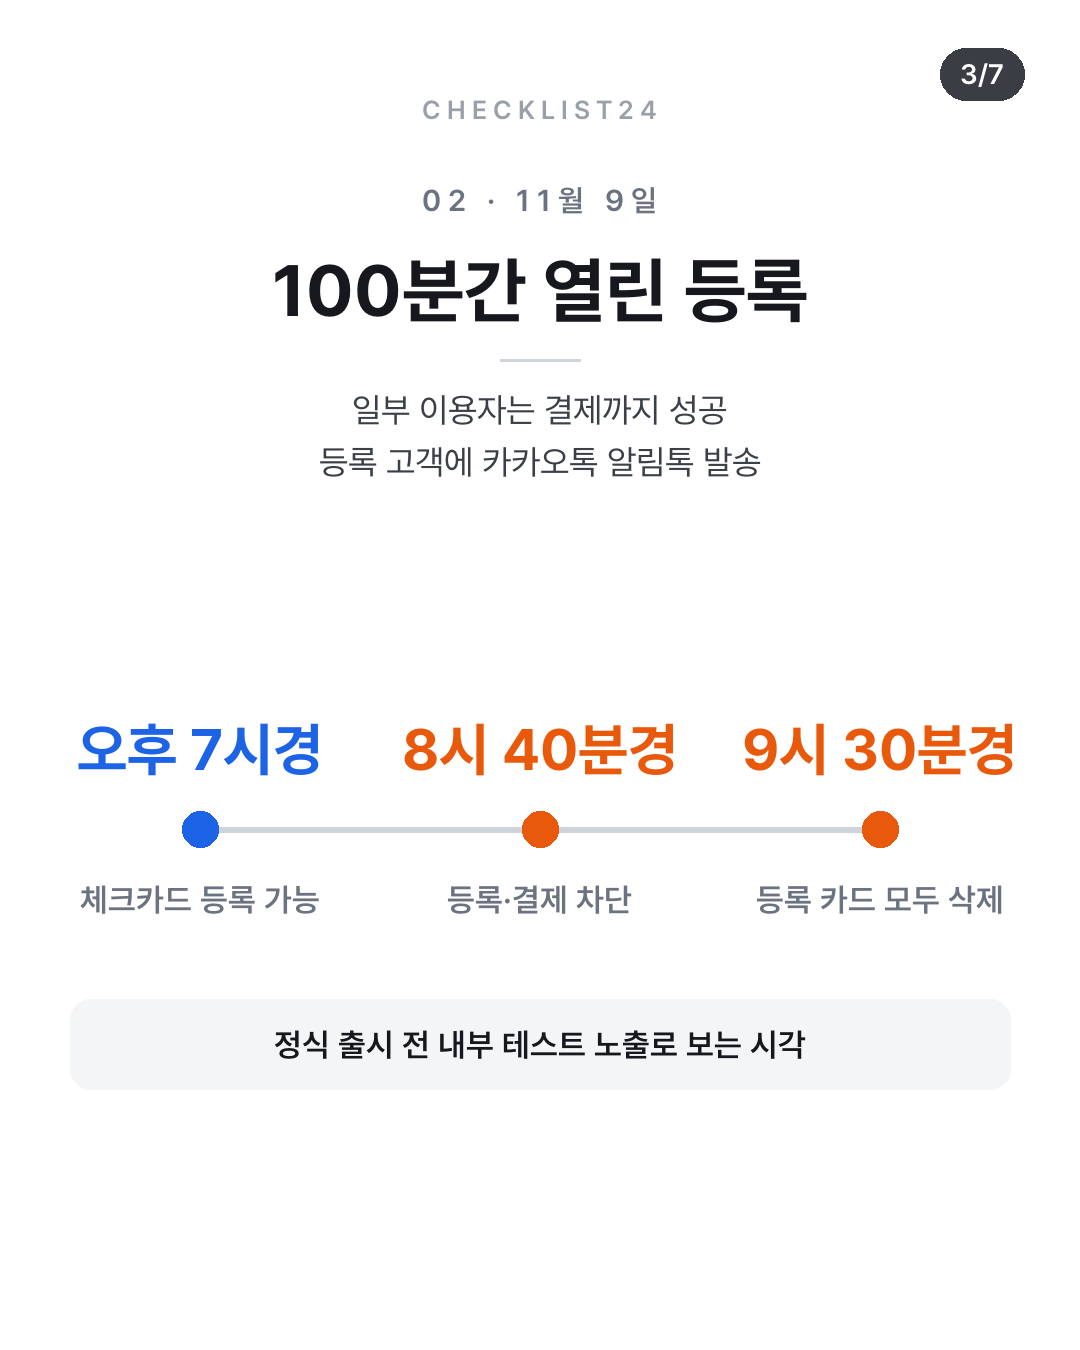 3/7
CHECKLIST24
02 · 11월 9일
100분간 열린 등록
일부 이용자는 결제까지 성공
등록 고객에 카카오톡 알림톡 발송
오후 7시경 8시 40분경 9시 30분경
체크카드 등록 가능 등록·결제 차단 등록 카드 모두 삭제
정식 출시 전 내부 테스트 노출로 보는 시각